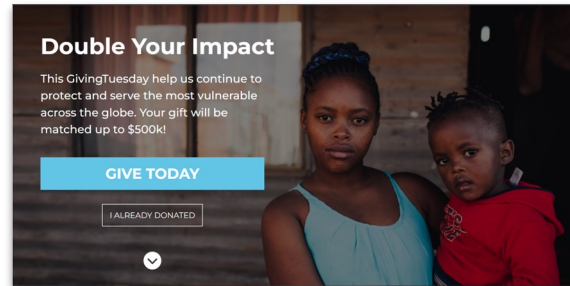 Double Your Impact
This GivingTuesday help us continue to
protect and serve the most vulnerable
across the globe. Your gift will be
matched up to $500k!
GIVE TODAY
I ALREADY DONATED